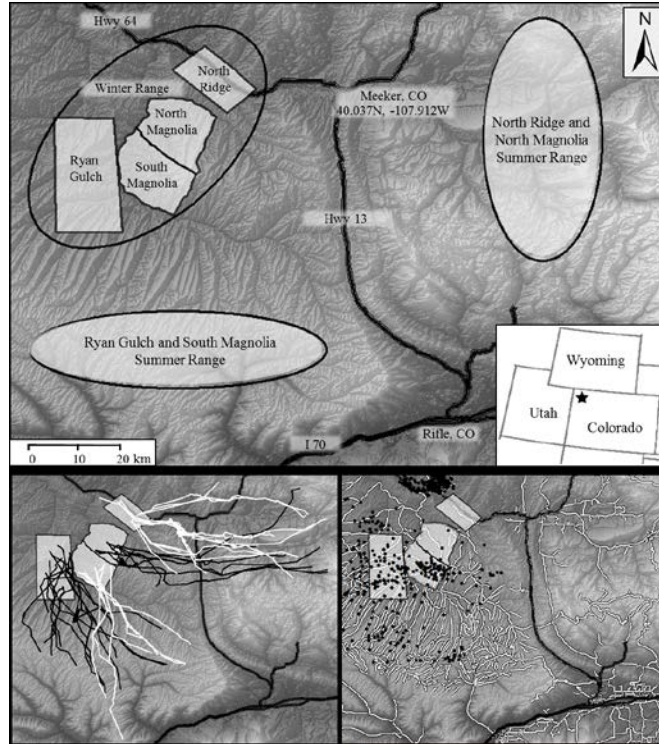 Hwy 64
N
North
Ridge
Winter Range
Meeker, CO
40.037N, -107.912W
North
Magnolia
North Ridge and
North Magnolia
Summer Range
Ryan
Gulch
South
Magnolia
Hwy 13
Ryan Gulch and South Magnolia
Summer Range
Wyoming
Utah
Colorado
I 70
Rifle, CO
0 10 20 km